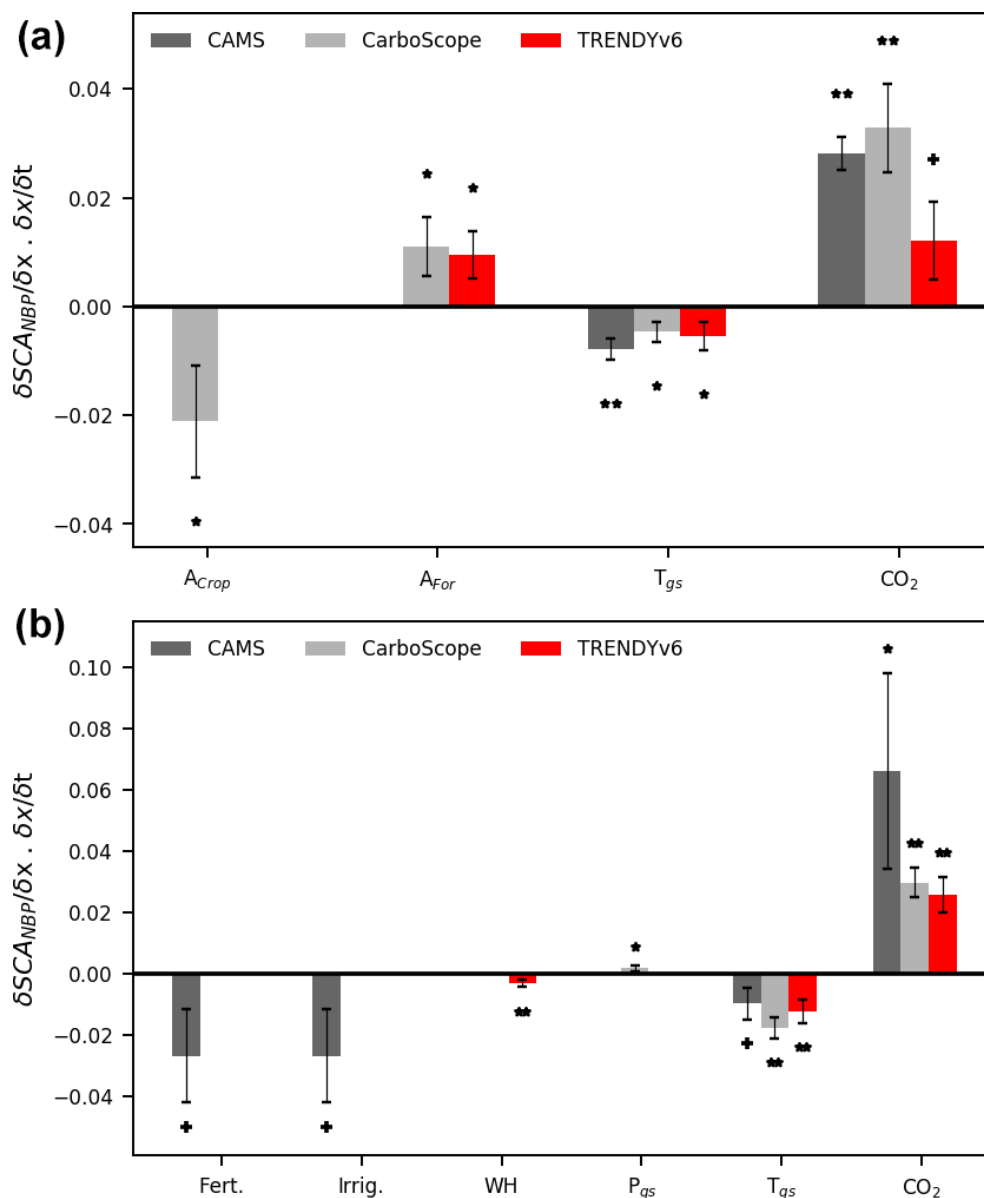 (a)
CAMS CarboScope TRENDYv6
** ** * * +
0.04
0.02
0.00
−0.02
−0.04
** * * *
δSCA_NBP/δx . δx/δt
A_Crop A_For T_gs CO₂
(b)
CAMS CarboScope TRENDYv6
*
0.10
0.08
0.06
0.04
0.02
0.00
−0.02
−0.04
** ** * ** + ** ** + +
δSCA_NBP/δx . δx/δt
Fert. Irrig. WH P_gs T_gs CO₂